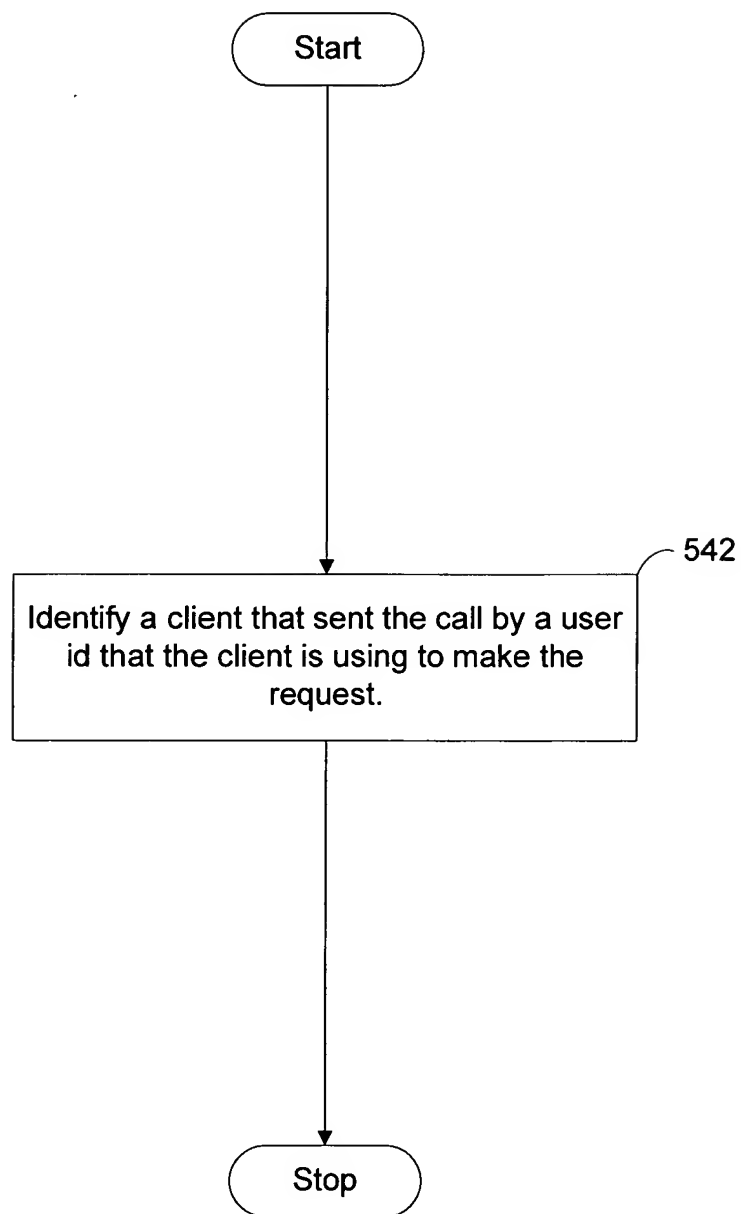 Start
542
Identify a client that sent the call by a user
id that the client is using to make the
request.
Stop